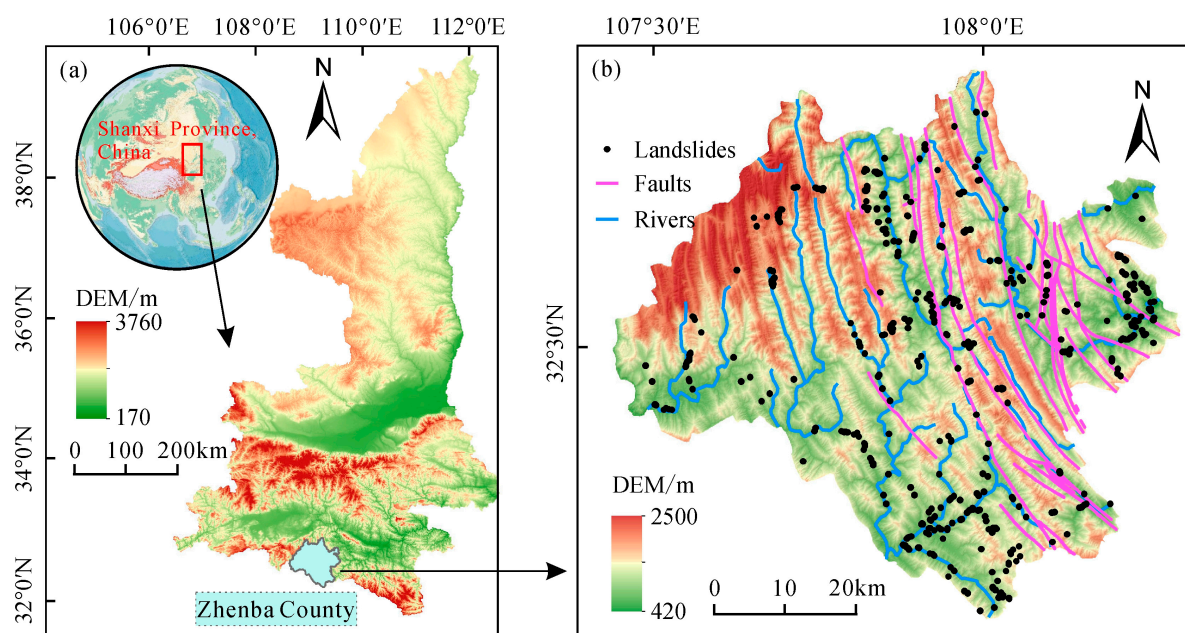 106°0′E 108°0′E 110°0′E 112°0′E
(a)
N
Shanxi Province,
China
38°0′N
36°0′N
34°0′N
32°0′N
DEM/m
3760
170
0 100 200km
Zhenba County
107°30′E 108°0′E
(b)
N
Landslides
Faults
Rivers
32°30′N
DEM/m
2500
420
0 10 20km